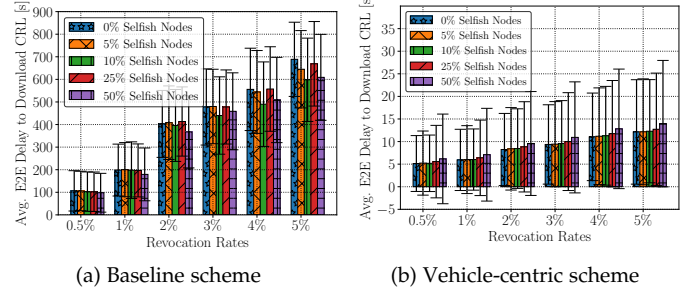 Avg. E2E Delay to Download CRL [s]
900
800
700
600
500
400
300
200
100
0
0% Selfish Nodes
5% Selfish Nodes
10% Selfish Nodes
25% Selfish Nodes
50% Selfish Nodes
0.5% 1% 2% 3% 4% 5%
Revocation Rates
(a) Baseline scheme
Avg. E2E Delay to Download CRL [s]
35
30
25
20
15
10
5
0
−5
0% Selfish Nodes
5% Selfish Nodes
10% Selfish Nodes
25% Selfish Nodes
50% Selfish Nodes
0.5% 1% 2% 3% 4% 5%
Revocation Rates
(b) Vehicle-centric scheme